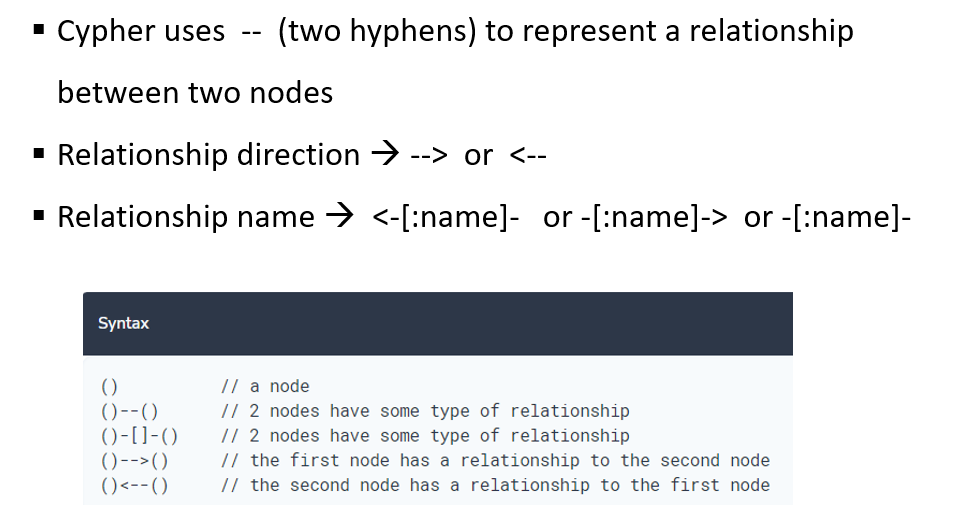 ▪ Cypher uses -- (two hyphens) to represent a relationship
between two nodes
▪ Relationship direction → --> or <--
▪ Relationship name → <-[:name]- or -[:name]-> or -[:name]-
Syntax
() // a node
()--() // 2 nodes have some type of relationship
()-[]-() // 2 nodes have some type of relationship
()-->() // the first node has a relationship to the second node
()<--() // the second node has a relationship to the first node